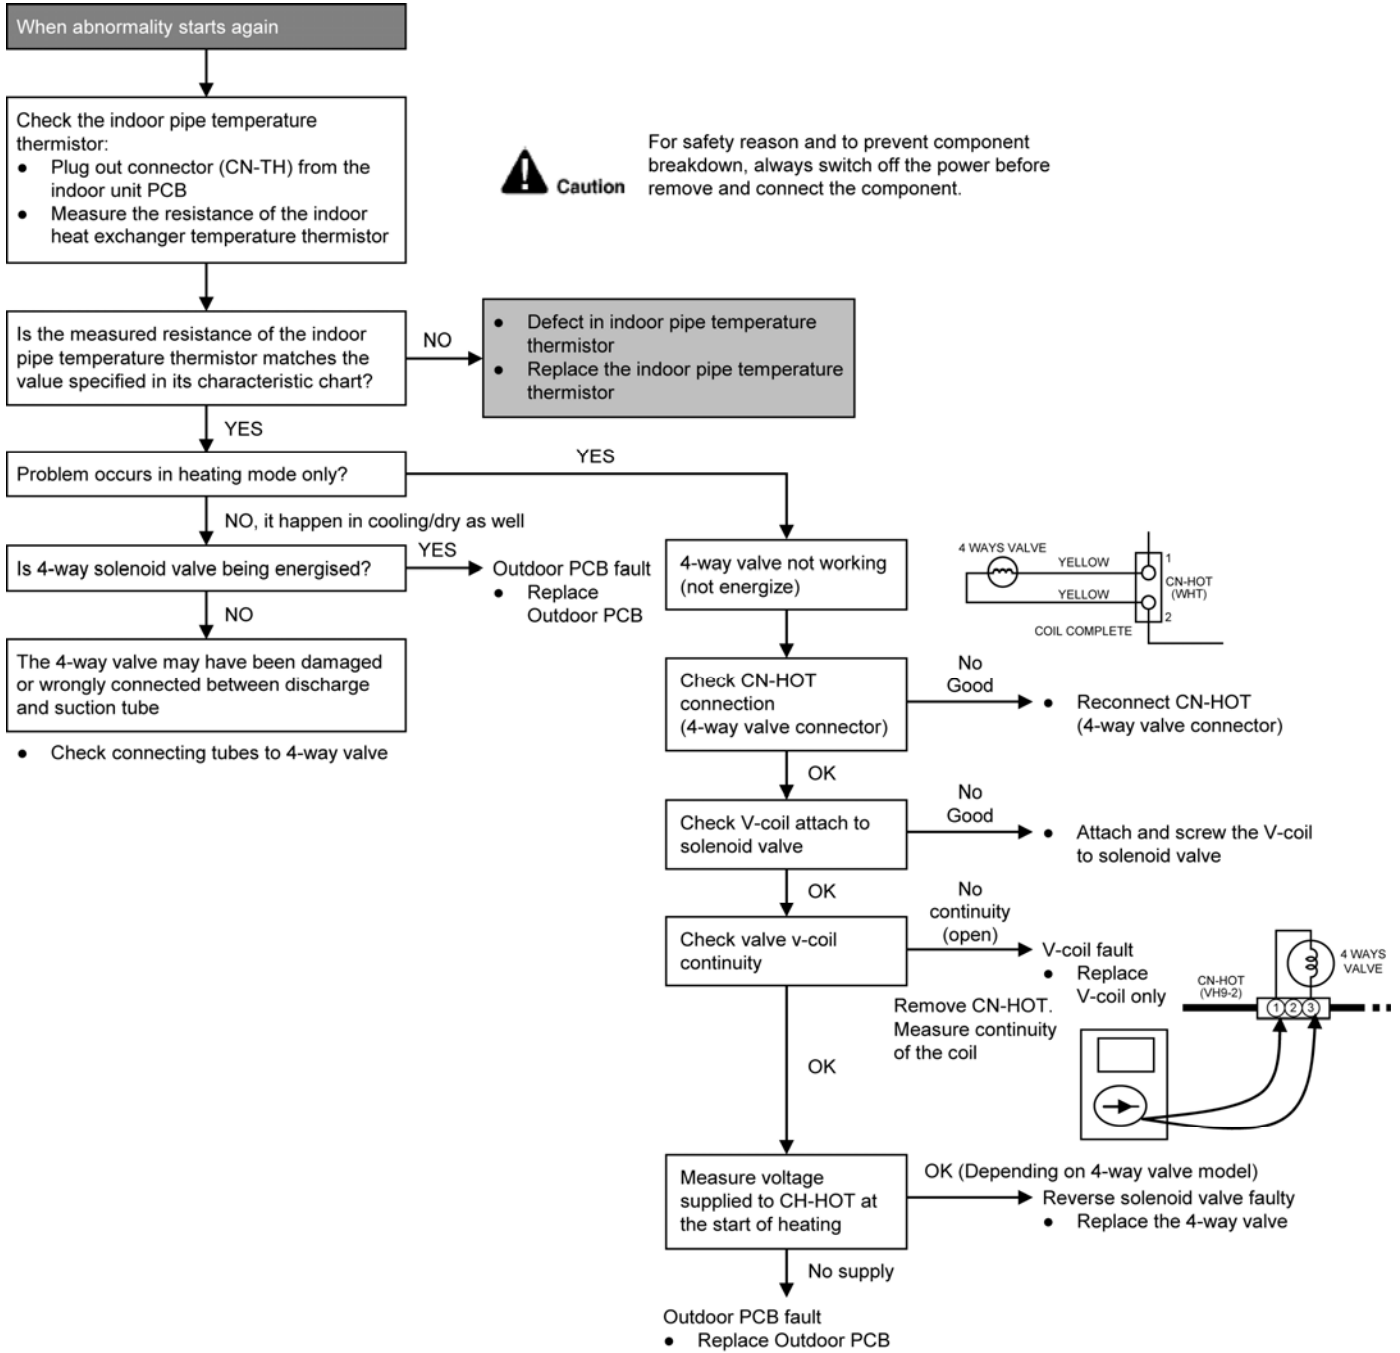 When abnormality starts again
Check the indoor pipe temperature
thermistor:
● Plug out connector (CN-TH) from the
indoor unit PCB
● Measure the resistance of the indoor
heat exchanger temperature thermistor
Caution
For safety reason and to prevent component
breakdown, always switch off the power before
remove and connect the component.
Is the measured resistance of the indoor
pipe temperature thermistor matches the
value specified in its characteristic chart?
NO
● Defect in indoor pipe temperature
thermistor
● Replace the indoor pipe temperature
thermistor
YES
Problem occurs in heating mode only?
YES
NO, it happen in cooling/dry as well
Is 4-way solenoid valve being energised?
YES
Outdoor PCB fault
● Replace
Outdoor PCB
NO
The 4-way valve may have been damaged
or wrongly connected between discharge
and suction tube
● Check connecting tubes to 4-way valve
4-way valve not working
(not energize)
4 WAYS VALVE
YELLOW
YELLOW
1
CN-HOT
(WHT)
2
COIL COMPLETE
Check CN-HOT
connection
(4-way valve connector)
No
Good
● Reconnect CN-HOT
(4-way valve connector)
OK
Check V-coil attach to
solenoid valve
No
Good
● Attach and screw the V-coil
to solenoid valve
OK
Check valve v-coil
continuity
No
continuity
(open)
V-coil fault
● Replace
V-coil only
Remove CN-HOT.
Measure continuity
of the coil
4 WAYS
VALVE
CN-HOT
(VH9-2)
1 2 3
OK
Measure voltage
supplied to CH-HOT at
the start of heating
OK (Depending on 4-way valve model)
Reverse solenoid valve faulty
● Replace the 4-way valve
No supply
Outdoor PCB fault
● Replace Outdoor PCB